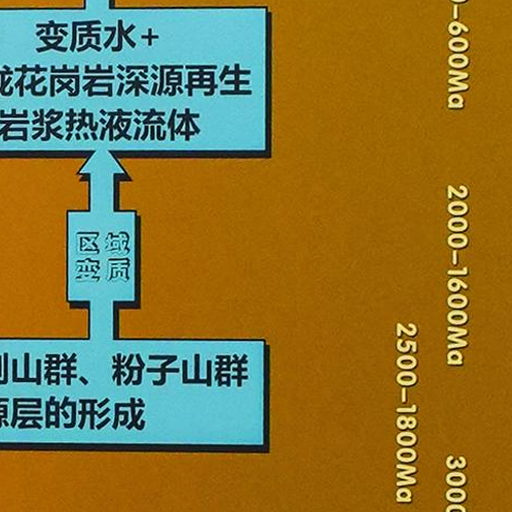 变质水+
花岗岩深源再生
岩浆热液流体
区域
变质
山群、粉子山群
层的形成
-600Ma
2000-1600Ma
2500-1800Ma
3000